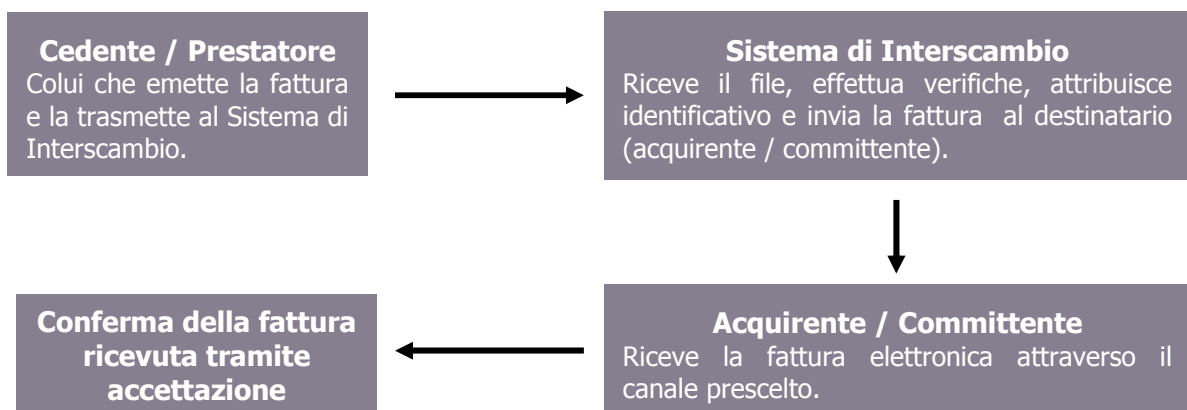 Cedente / Prestatore
Colui che emette la fattura
e la trasmette al Sistema di
Interscambio.
Sistema di Interscambio
Riceve il file, effettua verifiche, attribuisce
identificativo e invia la fattura al destinatario
(acquirente / committente).
Acquirente / Committente
Riceve la fattura elettronica attraverso il
canale prescelto.
Conferma della fattura
ricevuta tramite
accettazione